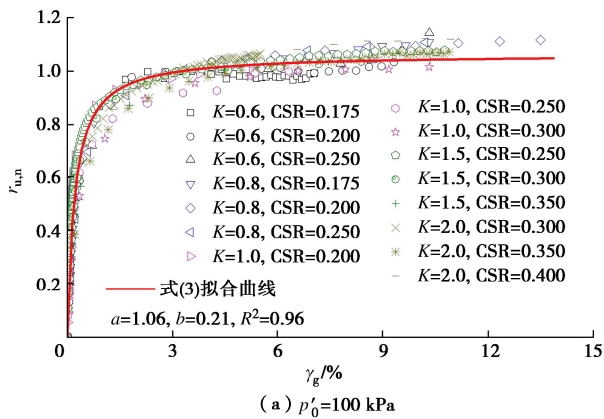 1.2
1.0
0.8
0.6
0.4
0.2
0
3
6
9
12
15
r_{u,n}
K=0.6, CSR=0.175
K=0.6, CSR=0.200
K=0.6, CSR=0.250
K=0.8, CSR=0.175
K=0.8, CSR=0.200
K=0.8, CSR=0.250
K=1.0, CSR=0.200
K=1.0, CSR=0.250
K=1.0, CSR=0.300
K=1.5, CSR=0.250
K=1.5, CSR=0.300
K=1.5, CSR=0.350
K=2.0, CSR=0.300
K=2.0, CSR=0.350
K=2.0, CSR=0.400
式(3)拟合曲线
a=1.06, b=0.21, R²=0.96
γ_g/%
(a) p′₀=100 kPa